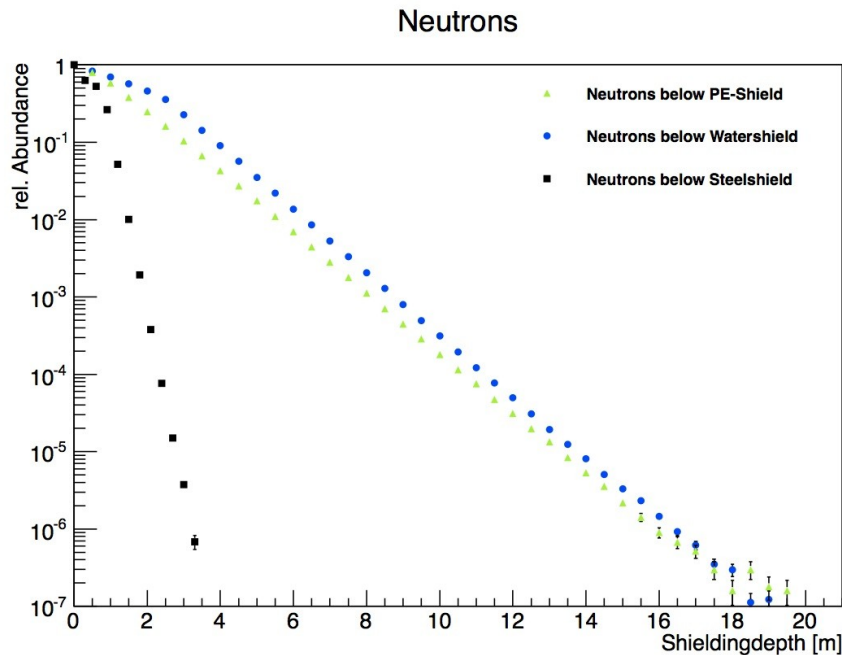 Neutrons
rel. Abundance
1
10⁻¹
10⁻²
10⁻³
10⁻⁴
10⁻⁵
10⁻⁶
10⁻⁷
Neutrons below PE-Shield
Neutrons below Watershield
Neutrons below Steelshield
0 2 4 6 8 10 12 14 16 18 20
Shieldingdepth [m]